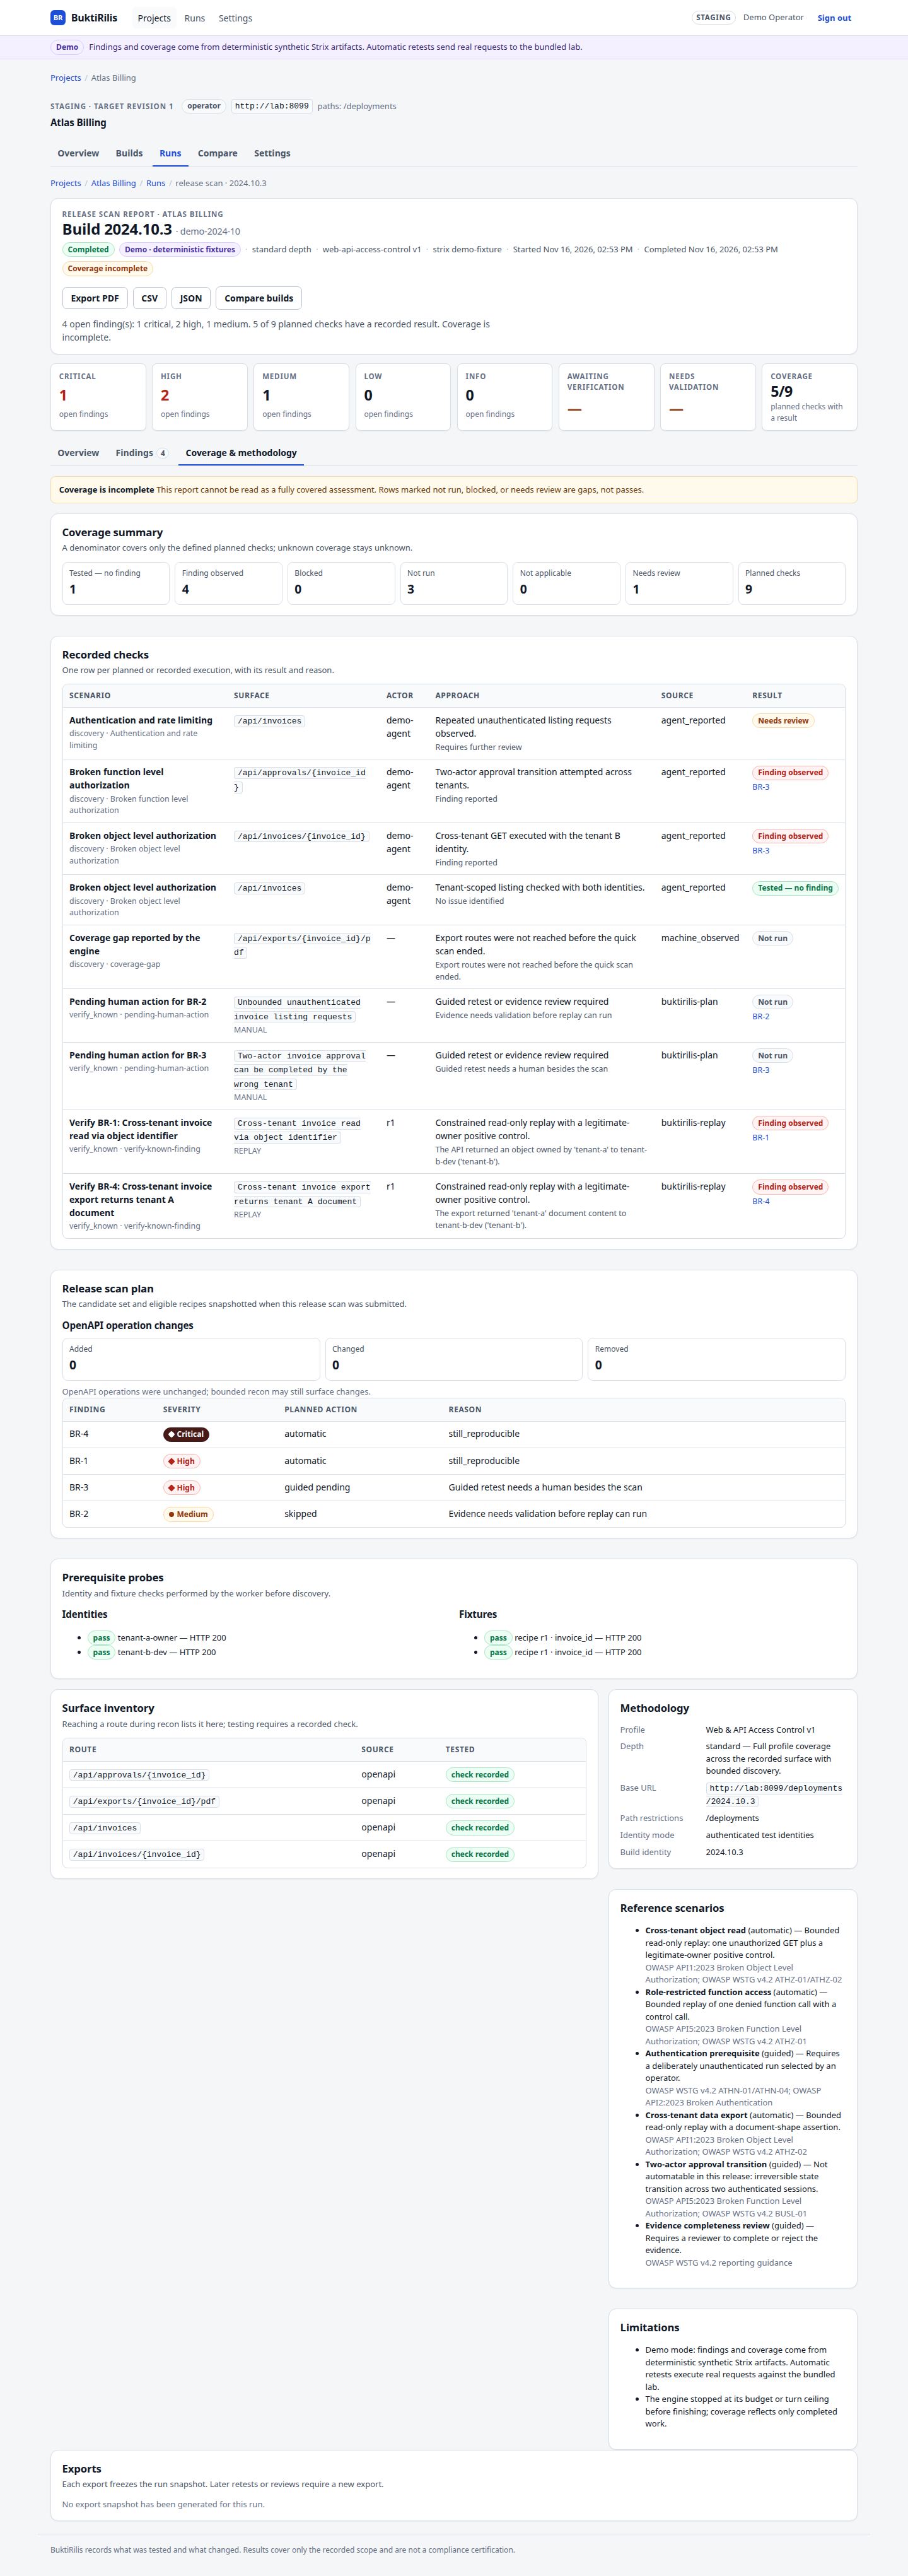 BR BuktiRilis Projects Runs Settings STAGING Demo Operator Sign out
Demo Findings and coverage come from deterministic synthetic Strix artifacts. Automatic retests send real requests to the bundled lab.
Projects / Atlas Billing
STAGING · TARGET REVISION 1 operator http://lab:8099 paths: /deployments
Atlas Billing
Overview Builds Runs Compare Settings
Projects / Atlas Billing / Runs / release scan · 2024.10.3
RELEASE SCAN REPORT · ATLAS BILLING
Build 2024.10.3 · demo-2024-10
Completed Demo · deterministic fixtures · standard depth · web-api-access-control v1 · strix demo-fixture · Started Nov 16, 2026, 02:53 PM · Completed Nov 16, 2026, 02:53 PM
Coverage incomplete
Export PDF CSV JSON Compare builds
4 open finding(s): 1 critical, 2 high, 1 medium. 5 of 9 planned checks have a recorded result. Coverage is
incomplete.
CRITICAL
1
open findings
HIGH
2
open findings
MEDIUM
1
open findings
LOW
0
open findings
INFO
0
open findings
AWAITING
VERIFICATION
—
NEEDS
VALIDATION
—
COVERAGE
5/9
planned checks with
a result
Overview Findings 4 Coverage & methodology
Coverage is incomplete This report cannot be read as a fully covered assessment. Rows marked not run, blocked, or needs review are gaps, not passes.
Coverage summary
A denominator covers only the defined planned checks; unknown coverage stays unknown.
Tested — no finding
1
Finding observed
4
Blocked
0
Not run
3
Not applicable
0
Needs review
1
Planned checks
9
Recorded checks
One row per planned or recorded execution, with its result and reason.
SCENARIO SURFACE ACTOR APPROACH SOURCE RESULT
Authentication and rate limiting
discovery · Authentication and rate
limiting
/api/invoices
demo-
agent
Repeated unauthenticated listing requests
observed.
Requires further review
agent_reported
Needs review
Broken function level
authorization
discovery · Broken function level
authorization
/api/approvals/{invoice_id
}
demo-
agent
Two-actor approval transition attempted across
tenants.
Finding reported
agent_reported
Finding observed
BR-3
Broken object level authorization
discovery · Broken object level
authorization
/api/invoices/{invoice_id}
demo-
agent
Cross-tenant GET executed with the tenant B
identity.
Finding reported
agent_reported
Finding observed
BR-3
Broken object level authorization
discovery · Broken object level
authorization
/api/invoices
demo-
agent
Tenant-scoped listing checked with both identities.
No issue identified
agent_reported
Tested — no finding
Coverage gap reported by the
engine
discovery · coverage-gap
/api/exports/{invoice_id}/p
df
—
Export routes were not reached before the quick
scan ended.
Export routes were not reached before the quick scan
ended.
machine_observed
Not run
Pending human action for BR-2
verify_known · pending-human-action
Unbounded unauthenticated
invoice listing requests
MANUAL
—
Guided retest or evidence review required
Evidence needs validation before replay can run
buktirilis-plan
Not run
BR-2
Pending human action for BR-3
verify_known · pending-human-action
Two-actor invoice approval
can be completed by the
wrong tenant
MANUAL
—
Guided retest or evidence review required
Guided retest needs a human besides the scan
buktirilis-plan
Not run
BR-3
Verify BR-1: Cross-tenant invoice
read via object identifier
verify_known · verify-known-finding
Cross-tenant invoice read
via object identifier
REPLAY
r1
Constrained read-only replay with a legitimate-
owner positive control.
The API returned an object owned by 'tenant-a' to tenant-
b-dev ('tenant-b').
buktirilis-replay
Finding observed
BR-1
Verify BR-4: Cross-tenant invoice
export returns tenant A
document
verify_known · verify-known-finding
Cross-tenant invoice export
returns tenant A document
REPLAY
r1
Constrained read-only replay with a legitimate-
owner positive control.
The export returned 'tenant-a' document content to
tenant-b-dev ('tenant-b').
buktirilis-replay
Finding observed
BR-4
Release scan plan
The candidate set and eligible recipes snapshotted when this release scan was submitted.
OpenAPI operation changes
Added
0
Changed
0
Removed
0
OpenAPI operations were unchanged; bounded recon may still surface changes.
FINDING SEVERITY PLANNED ACTION REASON
BR-4 Critical automatic still_reproducible
BR-1 High automatic still_reproducible
BR-3 High guided pending Guided retest needs a human besides the scan
BR-2 Medium skipped Evidence needs validation before replay can run
Prerequisite probes
Identity and fixture checks performed by the worker before discovery.
Identities
pass tenant-a-owner — HTTP 200
pass tenant-b-dev — HTTP 200
Fixtures
pass recipe r1 · invoice_id — HTTP 200
pass recipe r1 · invoice_id — HTTP 200
Surface inventory
Reaching a route during recon lists it here; testing requires a recorded check.
ROUTE SOURCE TESTED
/api/approvals/{invoice_id} openapi check recorded
/api/exports/{invoice_id}/pdf openapi check recorded
/api/invoices openapi check recorded
/api/invoices/{invoice_id} openapi check recorded
Methodology
Profile Web & API Access Control v1
Depth standard — Full profile coverage
across the recorded surface with
bounded discovery.
Base URL http://lab:8099/deployments
/2024.10.3
Path restrictions /deployments
Identity mode authenticated test identities
Build identity 2024.10.3
Reference scenarios
Cross-tenant object read (automatic) — Bounded
read-only replay: one unauthorized GET plus a
legitimate-owner positive control.
OWASP API1:2023 Broken Object Level
Authorization; OWASP WSTG v4.2 ATHZ-01/ATHZ-02
Role-restricted function access (automatic) —
Bounded replay of one denied function call with a
control call.
OWASP API5:2023 Broken Function Level
Authorization; OWASP WSTG v4.2 ATHZ-01
Authentication prerequisite (guided) — Requires
a deliberately unauthenticated run selected by an
operator.
OWASP WSTG v4.2 ATHN-01/ATHN-04; OWASP
API2:2023 Broken Authentication
Cross-tenant data export (automatic) — Bounded
read-only replay with a document-shape assertion.
OWASP API1:2023 Broken Object Level
Authorization; OWASP WSTG v4.2 ATHZ-02
Two-actor approval transition (guided) — Not
automatable in this release: irreversible state
transition across two authenticated sessions.
OWASP API5:2023 Broken Function Level
Authorization; OWASP WSTG v4.2 BUSL-01
Evidence completeness review (guided) —
Requires a reviewer to complete or reject the
evidence.
OWASP WSTG v4.2 reporting guidance
Limitations
Demo mode: findings and coverage come from
deterministic synthetic Strix artifacts. Automatic
retests execute real requests against the bundled
lab.
The engine stopped at its budget or turn ceiling
before finishing; coverage reflects only completed
work.
Exports
Each export freezes the run snapshot. Later retests or reviews require a new export.
No export snapshot has been generated for this run.
BuktiRilis records what was tested and what changed. Results cover only the recorded scope and are not a compliance certification.